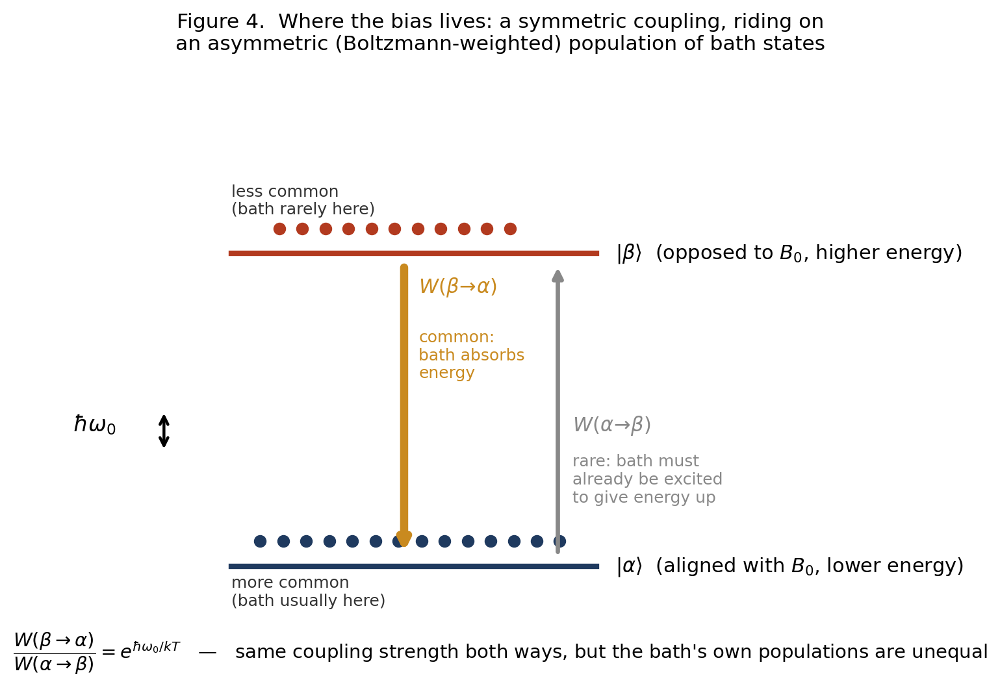 Figure 4.  Where the bias lives: a symmetric coupling, riding on
an asymmetric (Boltzmann-weighted) population of bath states
less common
(bath rarely here)
|β⟩  (opposed to B₀, higher energy)
W(β→α)
common:
bath absorbs
energy
ħω₀
W(α→β)
rare: bath must
already be excited
to give energy up
|α⟩  (aligned with B₀, lower energy)
more common
(bath usually here)
W(β→α)/W(α→β) = e^{ħω₀/kT}  —  same coupling strength both ways, but the bath's own populations are unequal